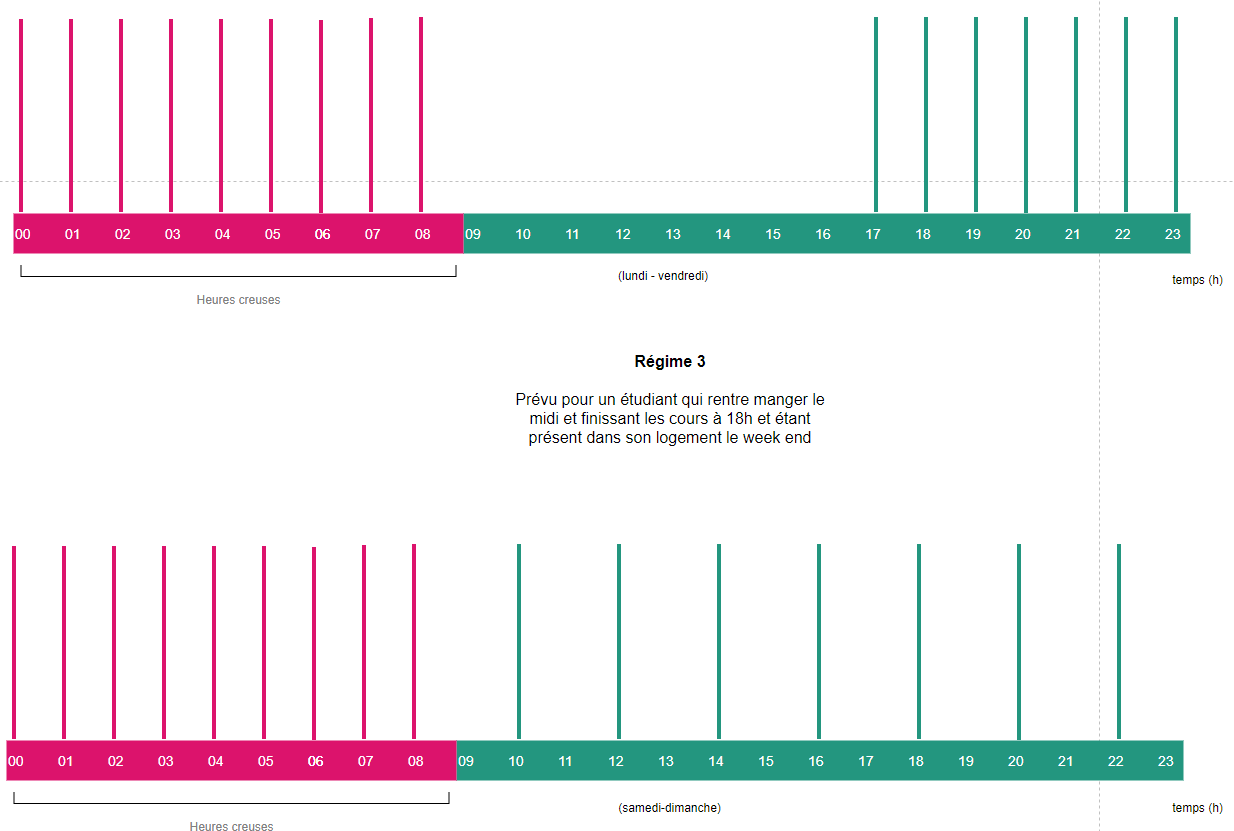 00 01 02 03 04 05 06 07 08 09 10 11 12 13 14 15 16 17 18 19 20 21 22 23
(lundi - vendredi)
temps (h)
Heures creuses
Régime 3
Prévu pour un étudiant qui rentre manger le
midi et finissant les cours à 18h et étant
présent dans son logement le week end
00 01 02 03 04 05 06 07 08 09 10 11 12 13 14 15 16 17 18 19 20 21 22 23
(samedi-dimanche)
temps (h)
Heures creuses